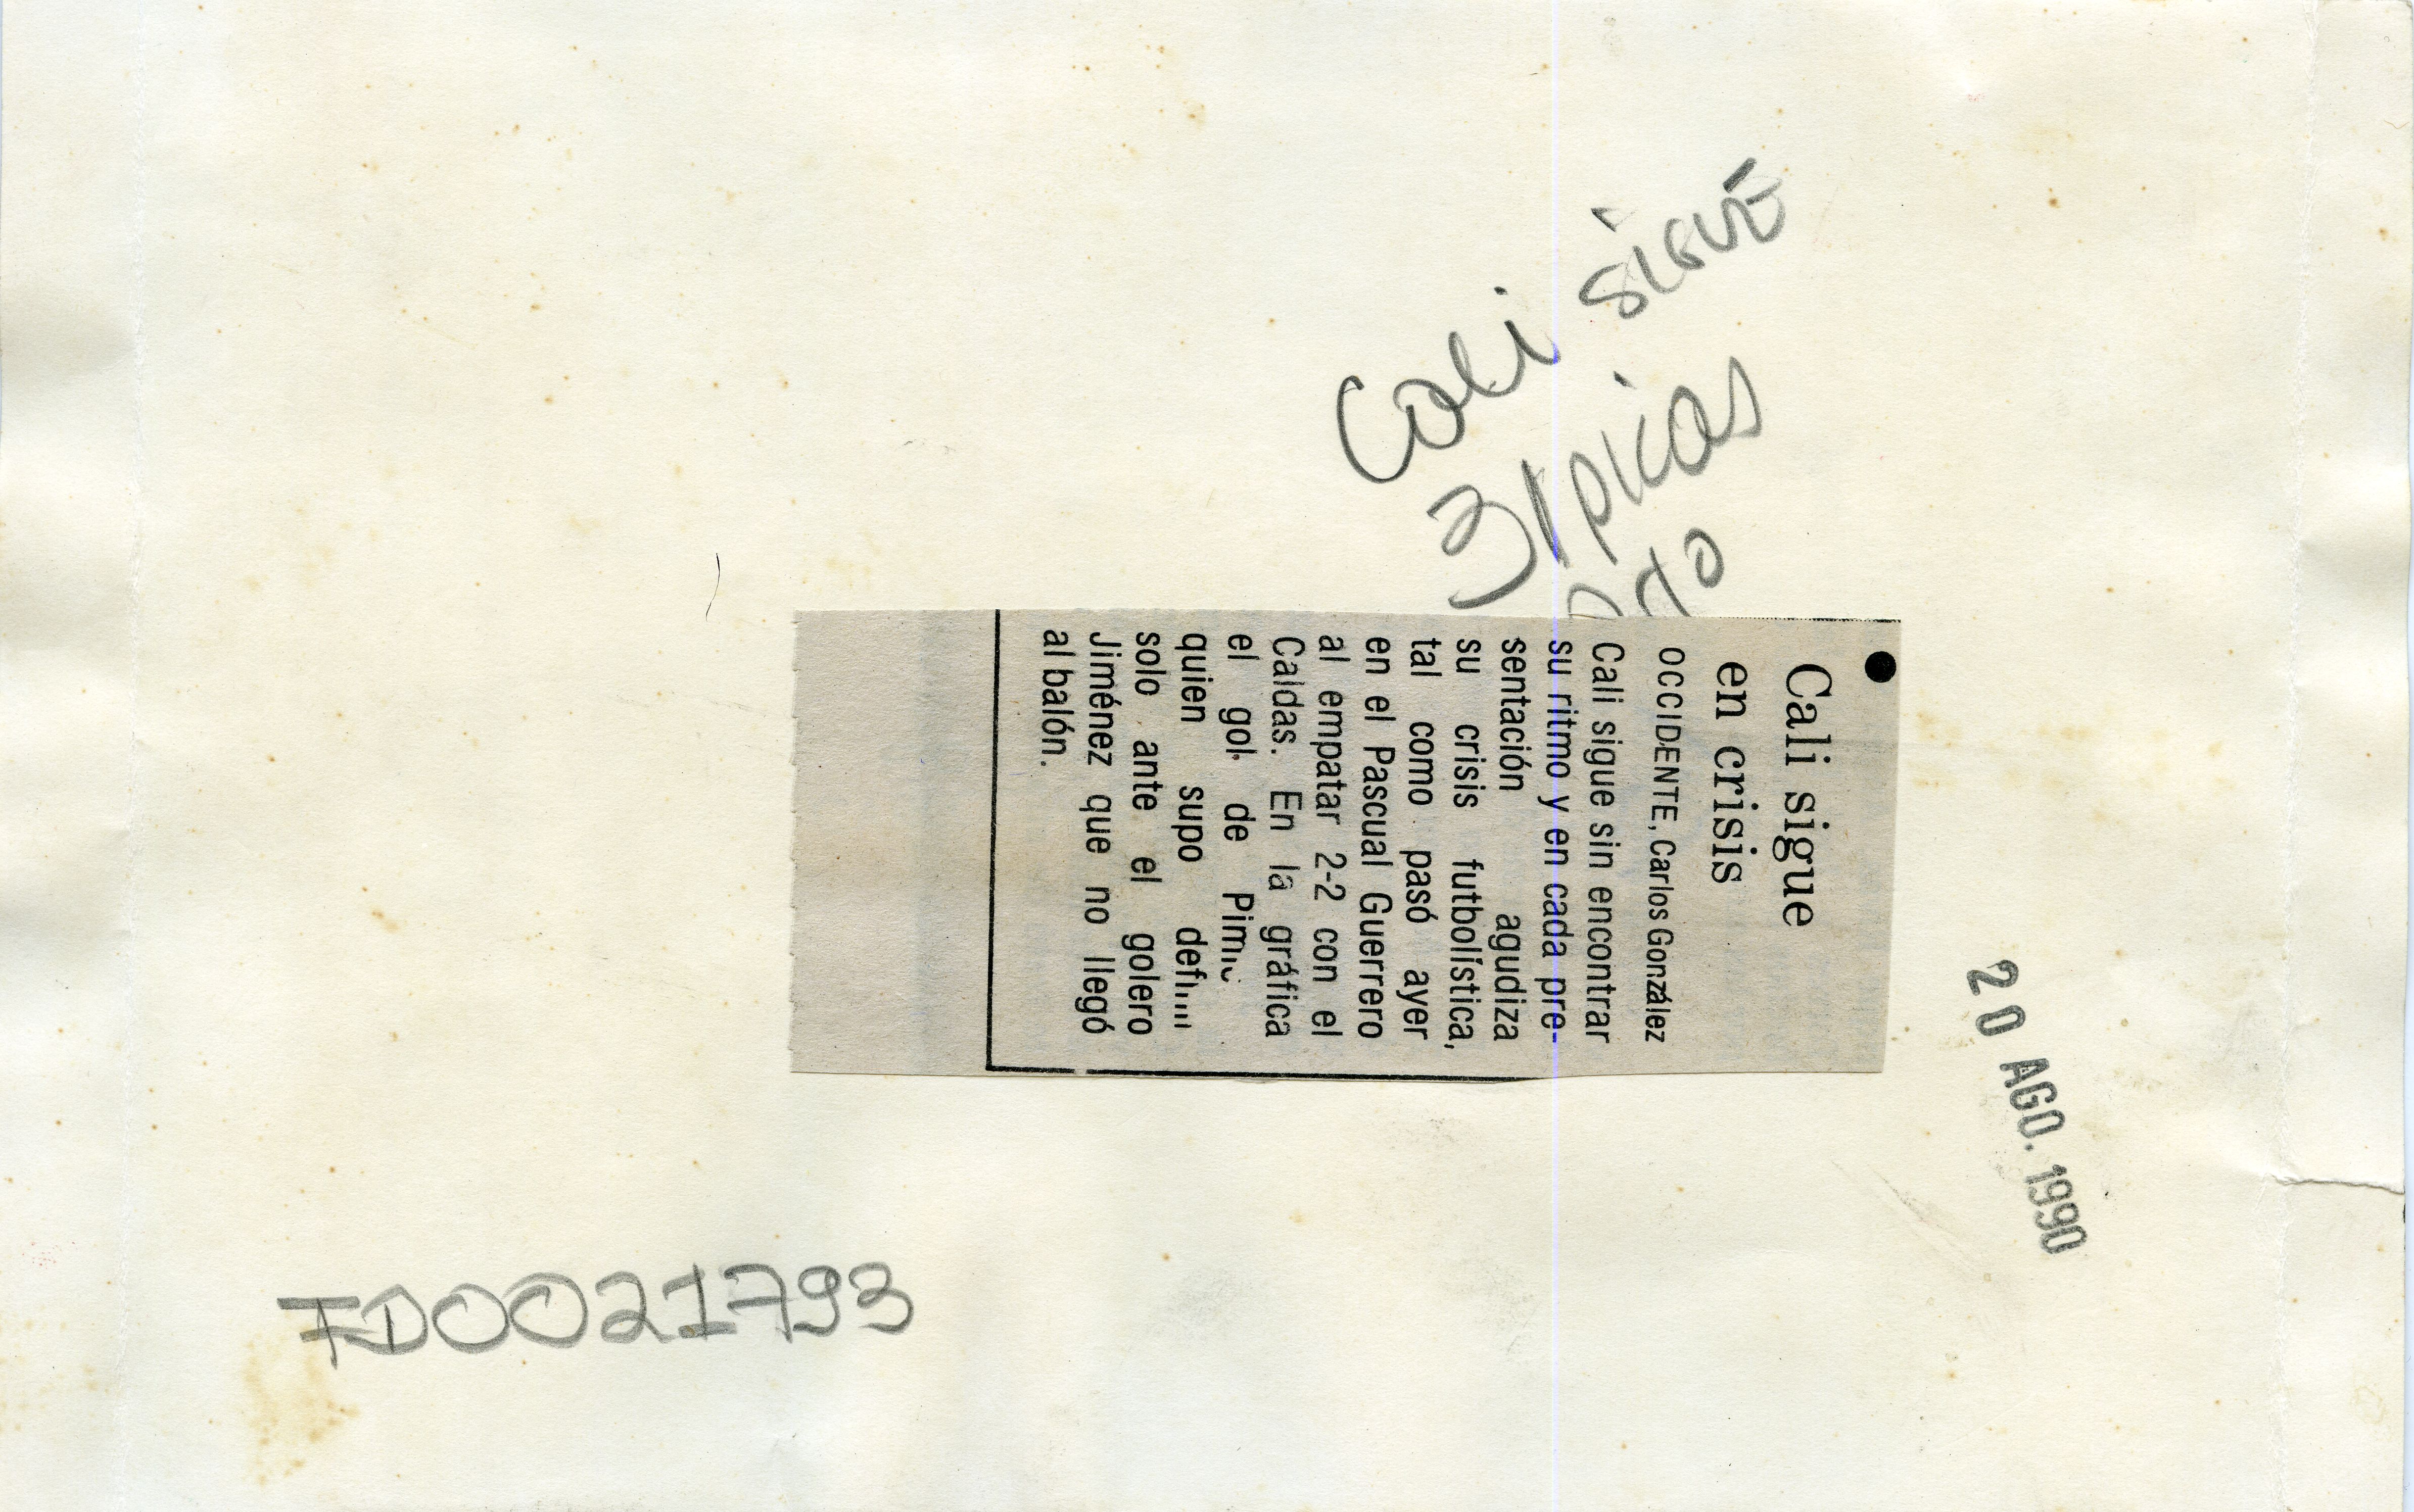 Cali sigue
3 picas
TO
Cali sigue
en crisis
OCCIDENTE, Carlos González
Cali sigue sin encontrar
su ritmo y en cada pre-
sentación agudiza
su crisis futbolística,
tal como pasó ayer
en el Pascual Guerrero
al empatar 2-2 con el
Caldas. En la gráfica
el gol de
quien supo
solo ante el golero
Jiménez que no llegó
al balón.
20 AGO. 1990
FD0021793